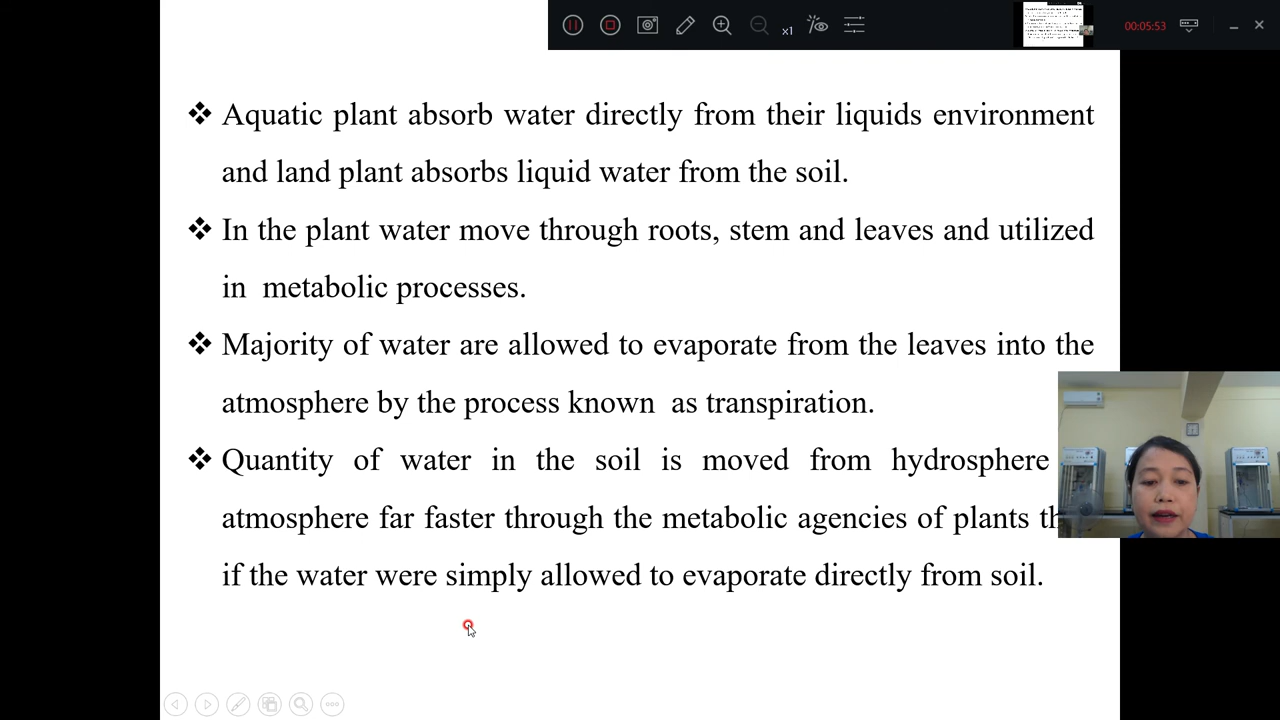 x1
00:05:53
Aquatic plant absorb water directly from their liquids environment
and land plant absorbs liquid water from the soil.
In the plant water move through roots, stem and leaves and utilized
in metabolic processes.
Majority of water are allowed to evaporate from the leaves into the
atmosphere by the process known as transpiration.
Quantity of water in the soil is moved from hydrosphere
atmosphere far faster through the metabolic agencies of plants
if the water were simply allowed to evaporate directly from soil.